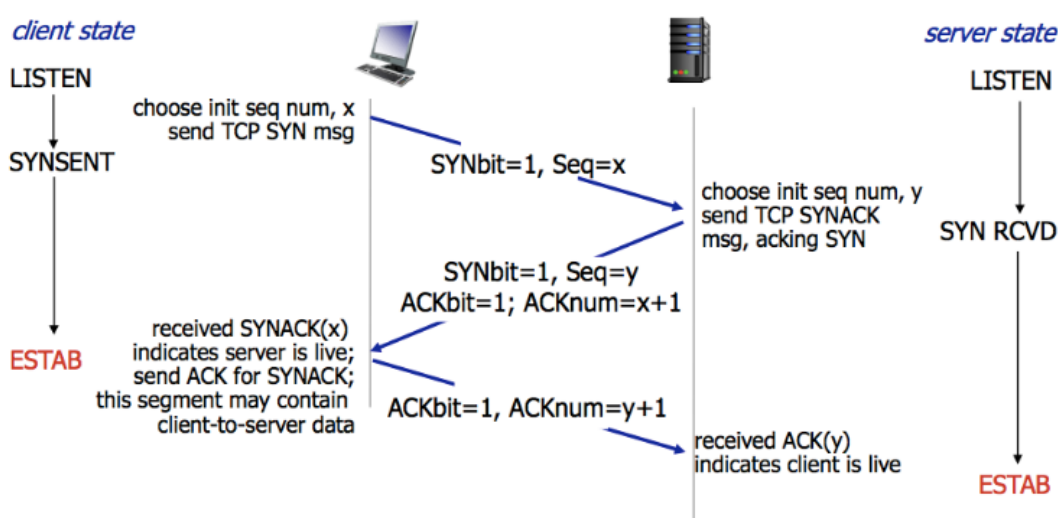 client state
server state
LISTEN
LISTEN
choose init seq num, x
send TCP SYN msg
SYNSENT
SYNbit=1, Seq=x
choose init seq num, y
send TCP SYNACK
msg, acking SYN
SYN RCVD
SYNbit=1, Seq=y
ACKbit=1; ACKnum=x+1
received SYNACK(x)
indicates server is live;
send ACK for SYNACK;
this segment may contain
client-to-server data
ESTAB
ACKbit=1, ACKnum=y+1
received ACK(y)
indicates client is live
ESTAB